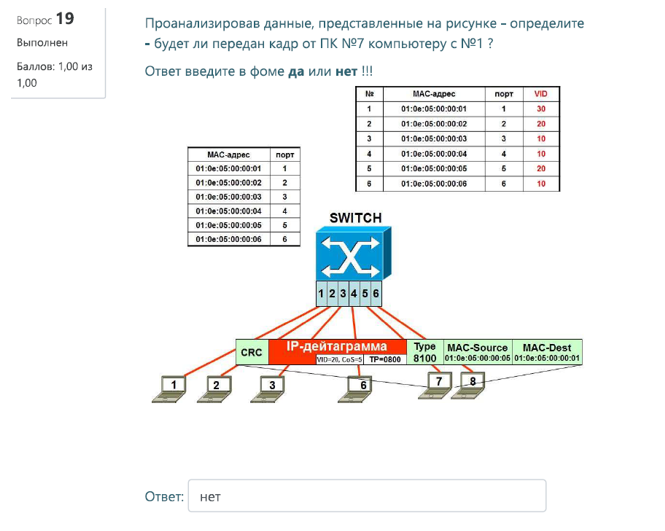 Вопрос 19
Выполнен
Баллов: 1,00 из
1,00
Проанализировав данные, представленные на рисунке – определите
- будет ли передан кадр от ПК №7 компьютеру с №1 ?
Ответ введите в фоме да или нет !!!
№ МАС-адрес порт VID
1 01:0e:05:00:00:01 1 30
2 01:0e:05:00:00:02 2 20
3 01:0e:05:00:00:03 3 10
4 01:0e:05:00:00:04 4 10
5 01:0e:05:00:00:05 5 20
6 01:0e:05:00:00:06 6 10
МАС-адрес порт
01:0e:05:00:00:01 1
01:0e:05:00:00:02 2
01:0e:05:00:00:03 3
01:0e:05:00:00:04 4
01:0e:05:00:00:05 5
01:0e:05:00:00:06 6
SWITCH
1 2 3 4 5 6
CRC IP-дейтаграмма Type MAC-Source MAC-Dest
VID=20, CoS=5 TP=0800 8100 01:0e:05:00:00:05 01:0e:05:00:00:01
1 2 3 6 7 8
Ответ: нет